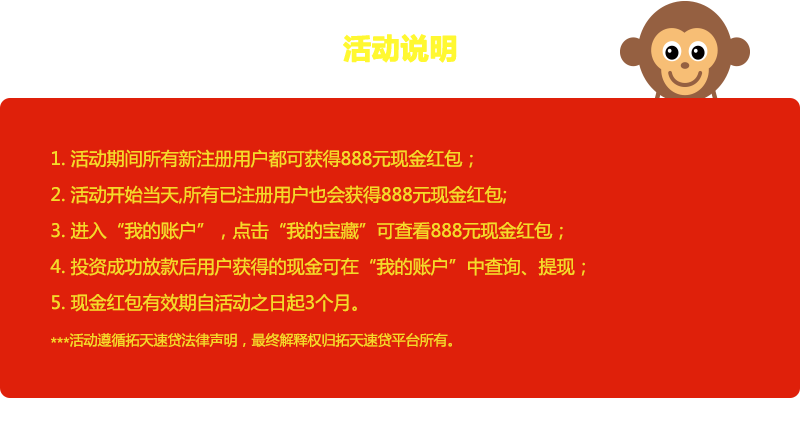 活动说明
1. 活动期间所有新注册用户都可获得888元现金红包；
2. 活动开始当天,所有已注册用户也会获得888元现金红包;
3. 进入“我的账户”，点击“我的宝藏”可查看888元现金红包；
4. 投资成功放款后用户获得的现金可在“我的账户”中查询、提现；
5. 现金红包有效期自活动之日起3个月。
***活动遵循拓天速贷法律声明，最终解释权归拓天速贷平台所有。